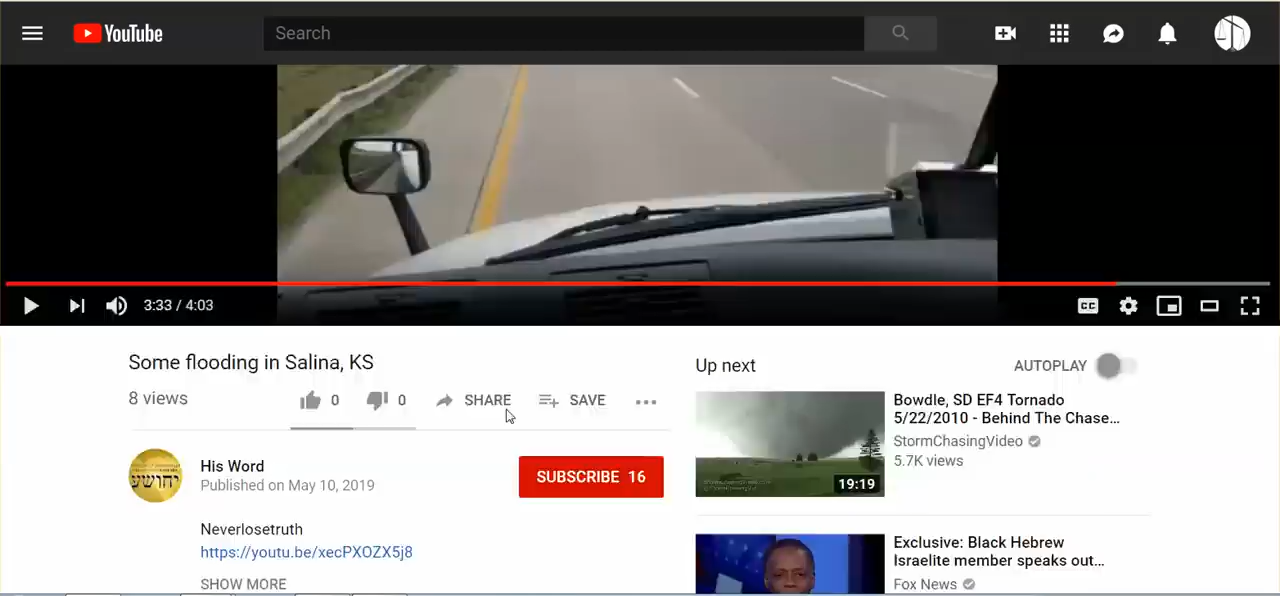 YouTube
Search
3:33 / 4:03
CC
Some flooding in Salina, KS
8 views
0
0
SHARE
SAVE
His Word
Published on May 10, 2019
SUBSCRIBE 16
יהושע
Neverlosetruth
https://youtu.be/xecPXOZX5j8
SHOW MORE
Up next
AUTOPLAY
19:19
Bowdle, SD EF4 Tornado
5/22/2010 - Behind The Chase…
StormChasingVideo
5.7K views
Exclusive: Black Hebrew
Israelite member speaks out…
Fox News